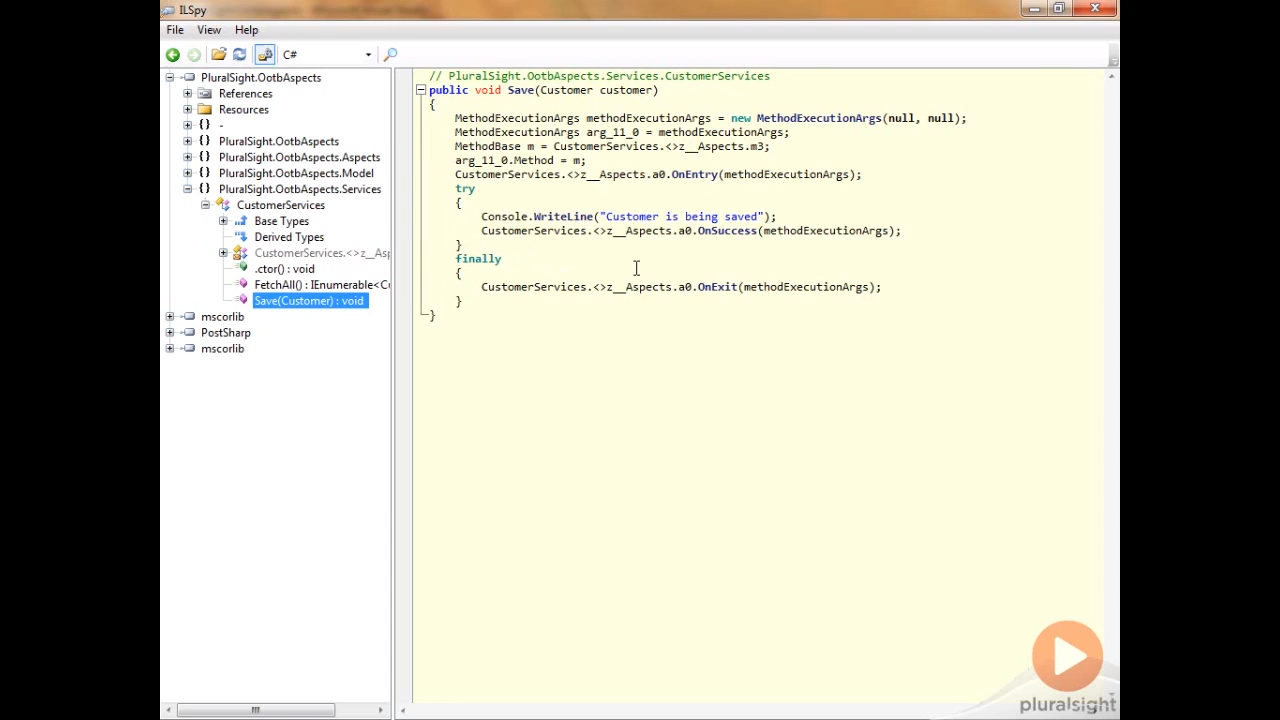 ILSpy
File View Help
C#
PluralSight.OotbAspects
References
Resources
{} -
{} PluralSight.OotbAspects
{} PluralSight.OotbAspects.Aspects
{} PluralSight.OotbAspects.Model
{} PluralSight.OotbAspects.Services
CustomerServices
Base Types
Derived Types
CustomerServices.<>z__Asp
.ctor() : void
FetchAll() : IEnumerable<C
Save(Customer) : void
mscorlib
PostSharp
mscorlib
// PluralSight.OotbAspects.Services.CustomerServices
public void Save(Customer customer)
{
MethodExecutionArgs methodExecutionArgs = new MethodExecutionArgs(null, null);
MethodExecutionArgs arg_11_0 = methodExecutionArgs;
MethodBase m = CustomerServices.<>z__Aspects.m3;
arg_11_0.Method = m;
CustomerServices.<>z__Aspects.a0.OnEntry(methodExecutionArgs);
try
{
Console.WriteLine("Customer is being saved");
CustomerServices.<>z__Aspects.a0.OnSuccess(methodExecutionArgs);
}
finally
{
CustomerServices.<>z__Aspects.a0.OnExit(methodExecutionArgs);
}
}
pluralsight